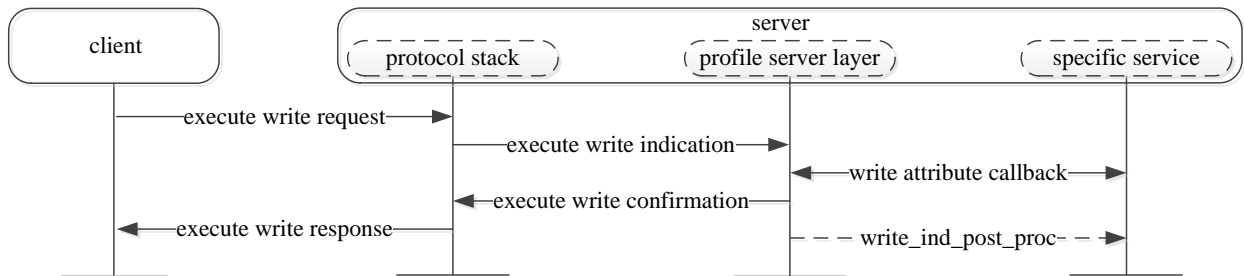 server
client
protocol stack
profile server layer
specific service
execute write request
execute write indication
write attribute callback
execute write confirmation
execute write response
write_ind_post_proc